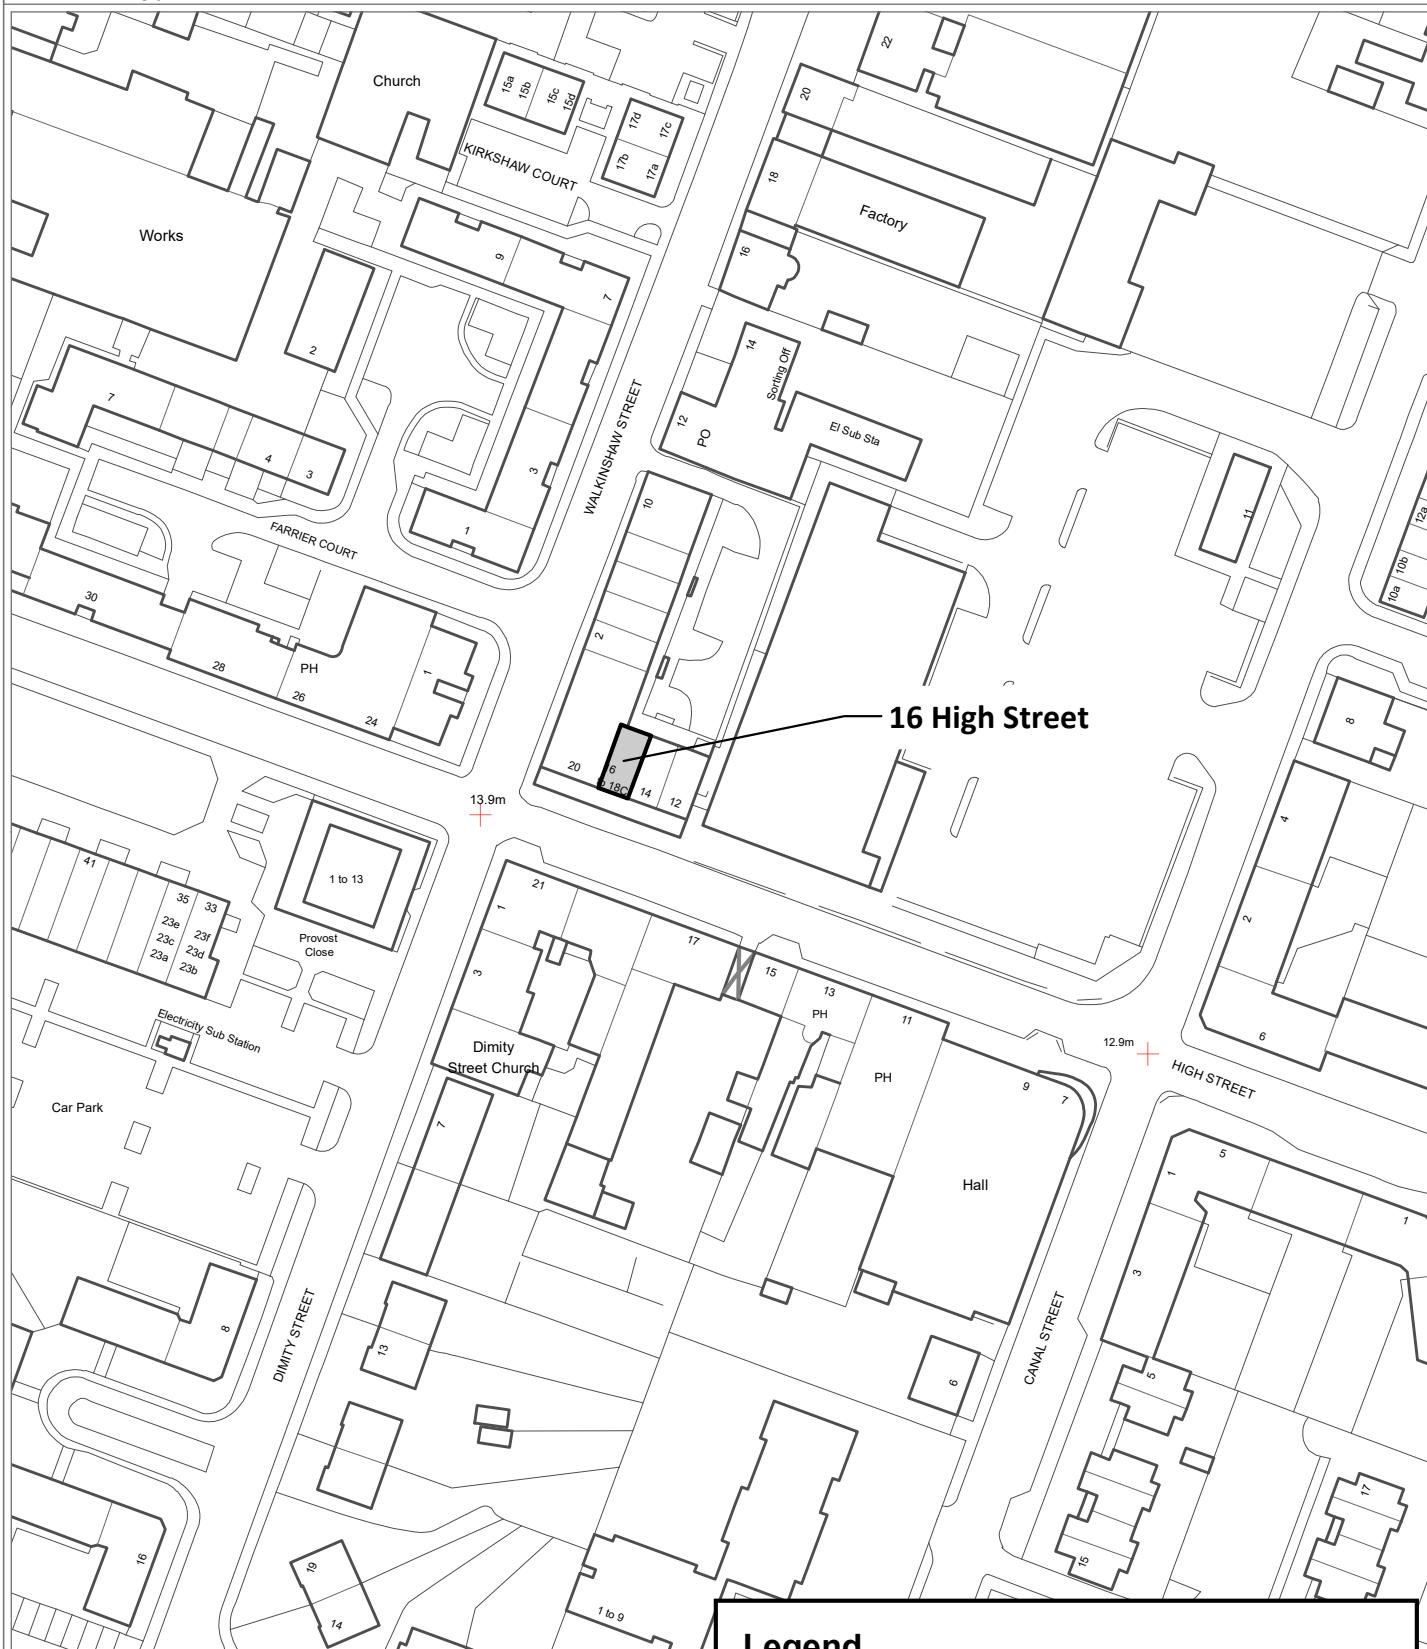 22
Church
15a
15b
15c
15d
20
17d
17c
17b
17a
KIRKSHAW COURT
18
Factory
Works
16
9
7
2
14
Sorting Off
WALKINSHAW STREET
7
12
PO
El Sub Sta
4
3
3
10
11
12a
1
FARRIER COURT
10b
10a
30
2
28
PH
26
24
1
16 High Street
8
20
6
to 18C
14
12
13.9m
4
41
1 to 13
21
35
33
1
2
23e
23f
23c
23d
23a
23b
Provost
Close
17
3
15
13
PH
11
Electricity Sub Station
Dimity
Street Church
12.9m
6
HIGH STREET
PH
9
7
Car Park
7
5
1
Hall
1
3
8
DIMITY STREET
13
CANAL STREET
6
5
17
16
19
15
14
1 to 9
Legend